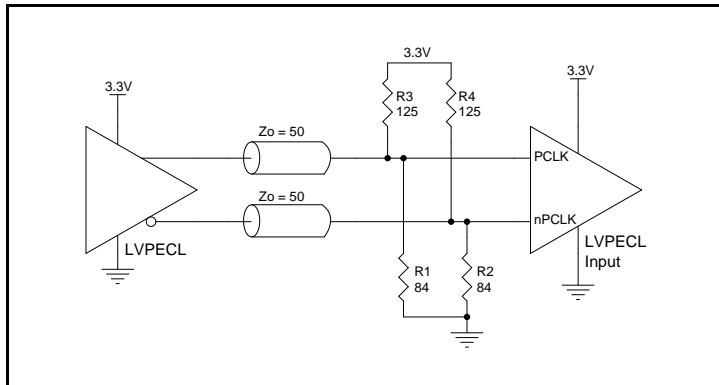 3.3V
3.3V
3.3V
R3
125
R4
125
Zo = 50
PCLK
Zo = 50
nPCLK
LVPECL
LVPECL
Input
R1
84
R2
84